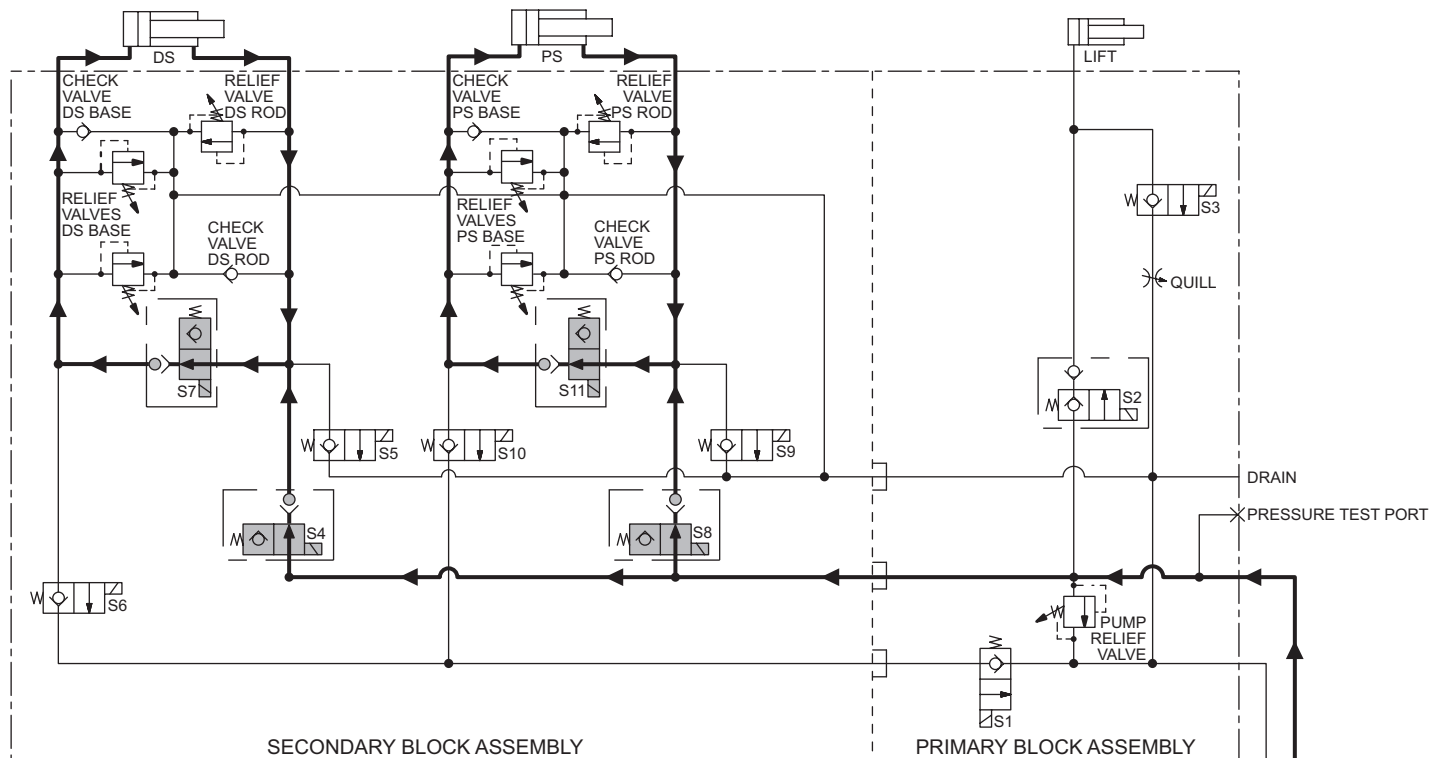 DS
PS
LIFT
CHECK
VALVE
DS BASE
RELIEF
VALVE
DS ROD
CHECK
VALVE
PS BASE
RELIEF
VALVE
PS ROD
RELIEF
VALVES
DS BASE
CHECK
VALVE
DS ROD
RELIEF
VALVES
PS BASE
CHECK
VALVE
PS ROD
S3
QUILL
S7
S11
S2
S5
S10
S9
DRAIN
PRESSURE TEST PORT
S4
S8
S6
PUMP
RELIEF
VALVE
S1
SECONDARY BLOCK ASSEMBLY
PRIMARY BLOCK ASSEMBLY